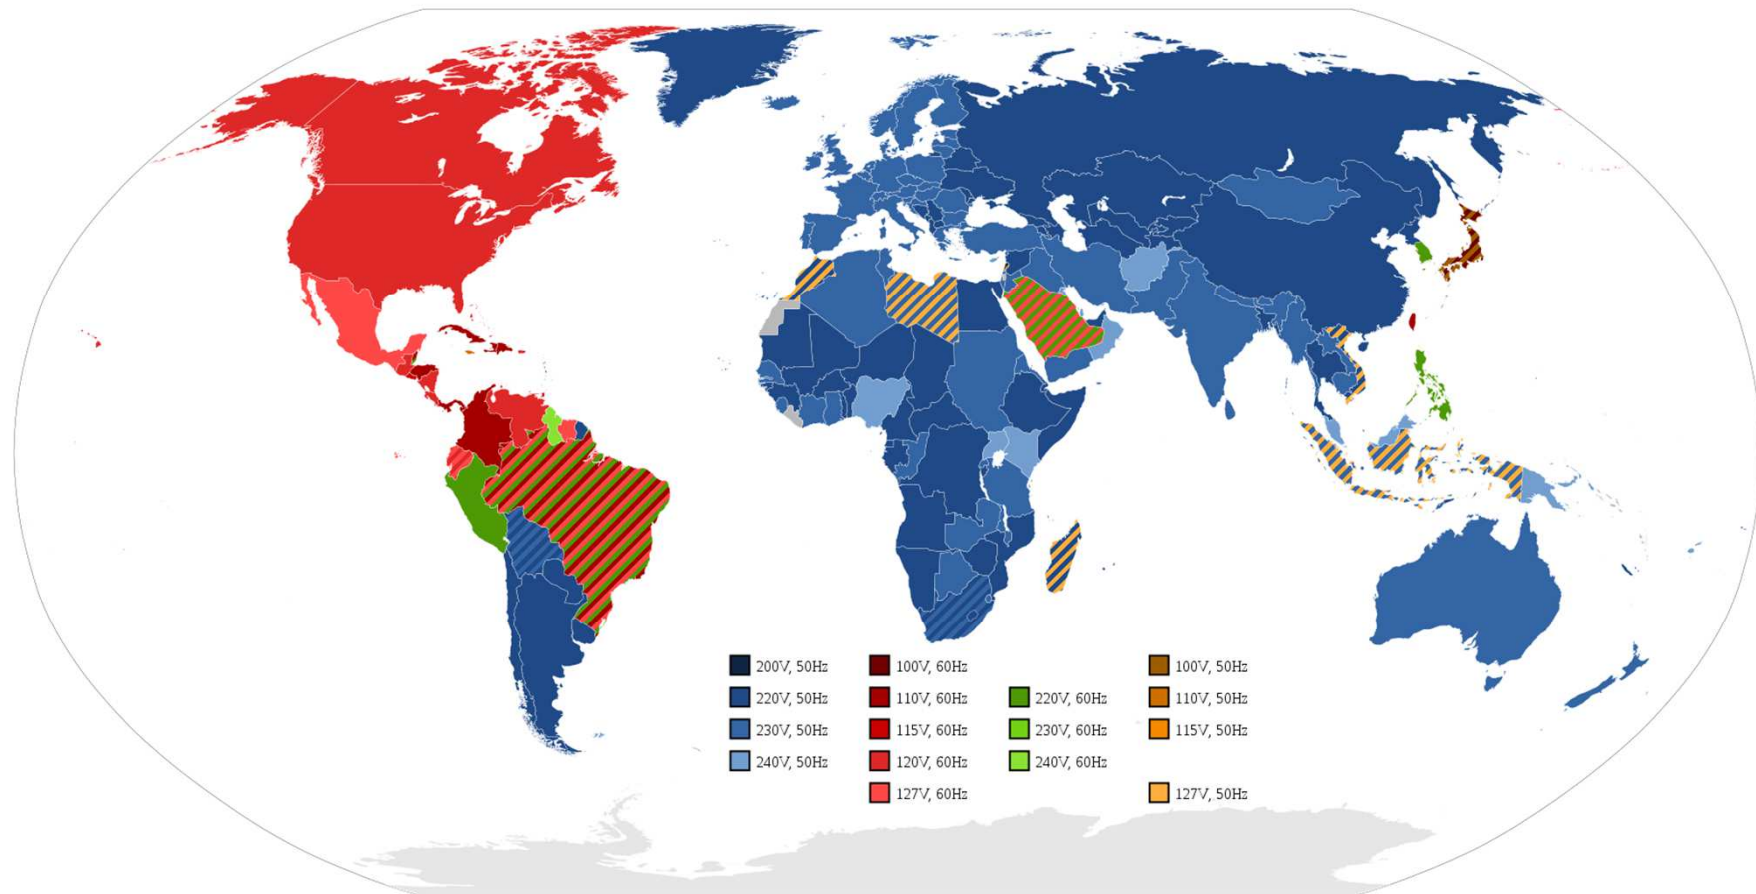 200V, 50Hz
100V, 60Hz
100V, 50Hz
220V, 50Hz
110V, 60Hz
220V, 60Hz
110V, 50Hz
230V, 50Hz
115V, 60Hz
230V, 60Hz
115V, 50Hz
240V, 50Hz
120V, 60Hz
240V, 60Hz
127V, 60Hz
127V, 50Hz